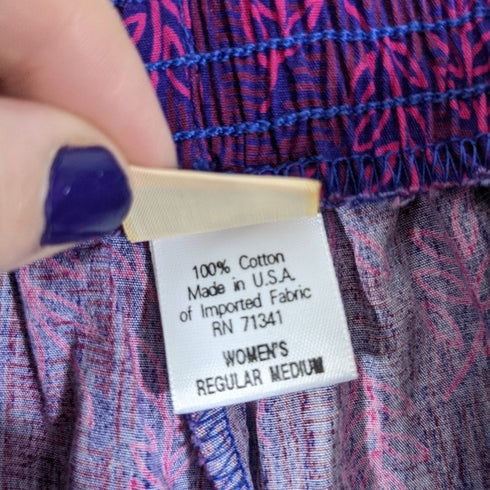 100% Cotton
Made in U.S.A.
of Imported Fabric
RN 71341
WOMEN'S
REGULAR MEDIUM